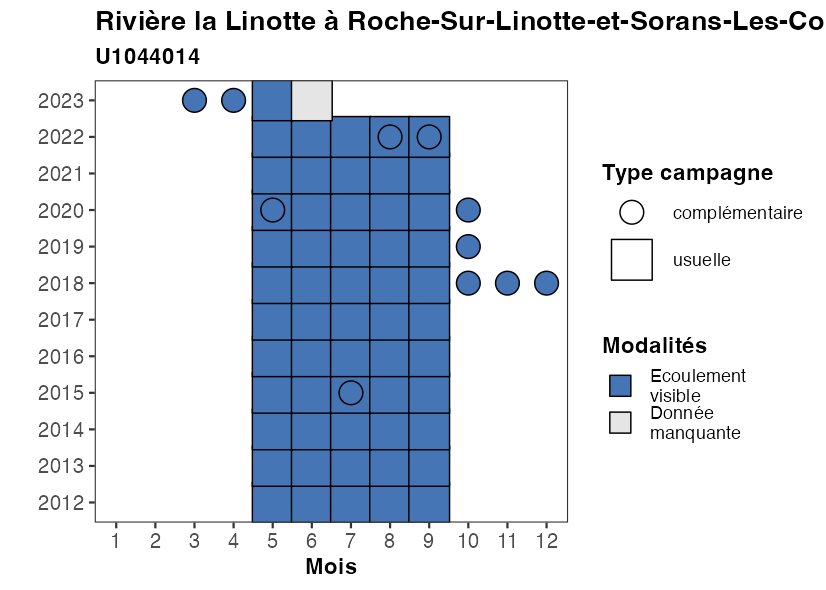 Rivière la Linotte à Roche-Sur-Linotte-et-Sorans-Les-Co
U1044014
2023
2022
2021
2020
2019
2018
2017
2016
2015
2014
2013
2012
1 2 3 4 5 6 7 8 9 10 11 12
Mois
Type campagne
complémentaire
usuelle
Modalités
Ecoulement
visible
Donnée
manquante